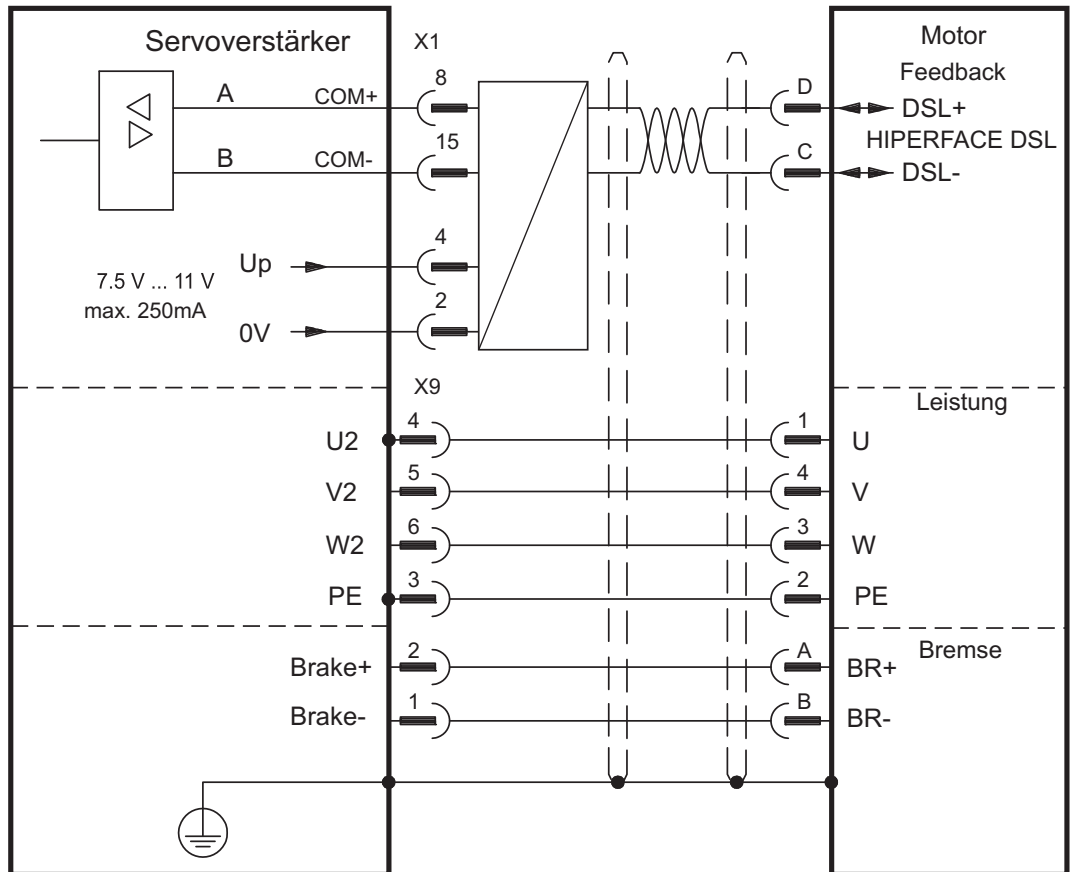 Servoverstärker
X1
Motor
Feedback
A
COM+
8
D
DSL+
HIPERFACE DSL
B
COM-
15
C
DSL-
7.5 V ... 11 V
max. 250mA
Up
4
0V
2
X9
Leistung
U2
4
1
U
V2
5
4
V
W2
6
3
W
PE
3
2
PE
Bremse
Brake+
2
A
BR+
Brake-
1
B
BR-